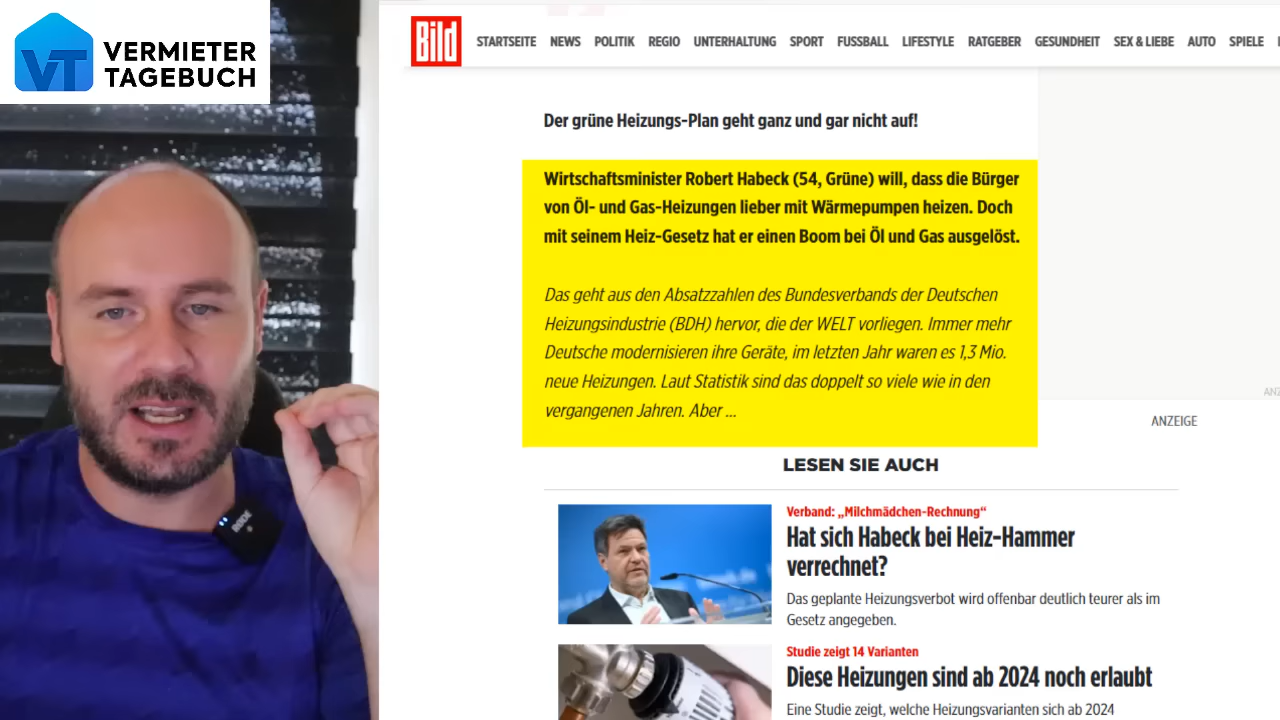 VT VERMIETER
TAGEBUCH
Bild STARTSEITE NEWS POLITIK REGIO UNTERHALTUNG SPORT FUSSBALL LIFESTYLE RATGEBER GESUNDHEIT SEX & LIEBE AUTO SPIELE
Der grüne Heizungs-Plan geht ganz und gar nicht auf!
Wirtschaftsminister Robert Habeck (54, Grüne) will, dass die Bürger
von Öl- und Gas-Heizungen lieber mit Wärmepumpen heizen. Doch
mit seinem Heiz-Gesetz hat er einen Boom bei Öl und Gas ausgelöst.
Das geht aus den Absatzzahlen des Bundesverbands der Deutschen
Heizungsindustrie (BDH) hervor, die der WELT vorliegen. Immer mehr
Deutsche modernisieren ihre Geräte, im letzten Jahr waren es 1,3 Mio.
neue Heizungen. Laut Statistik sind das doppelt so viele wie in den
vergangenen Jahren. Aber ...
ANZEIGE
LESEN SIE AUCH
Verband: „Milchmädchen-Rechnung“
Hat sich Habeck bei Heiz-Hammer
verrechnet?
Das geplante Heizungsverbot wird offenbar deutlich teurer als im
Gesetz angegeben.
Studie zeigt 14 Varianten
Diese Heizungen sind ab 2024 noch erlaubt
Eine Studie zeigt, welche Heizungsvarianten sich ab 2024
RODE